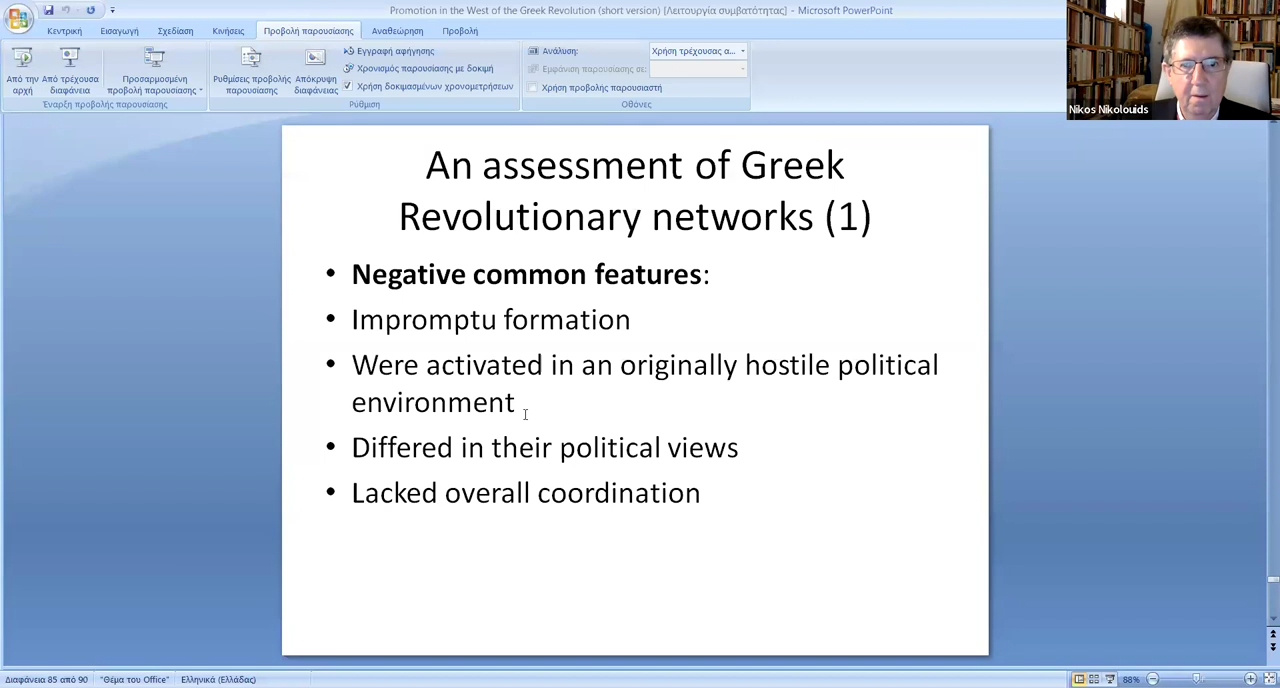 Promotion in the West of the Greek Revolution (short version) [Λειτουργία συμβατότητας] - Microsoft PowerPoint
Κεντρική Εισαγωγή Σχεδίαση Κινήσεις Προβολή παρουσίασης Αναθεώρηση Προβολή
Από την αρχή
Από τρέχουσα διαφάνεια
Προσαρμοσμένη προβολή παρουσίασης
Έναρξη προβολής παρουσίασης
Ρυθμίσεις προβολής παρουσίασης
Απόκρυψη διαφάνειας
Εγγραφή αφήγησης
Χρονισμός παρουσίασης με δοκιμή
Χρήση δοκιμασμένων χρονομετρήσεων
Ρύθμιση
Ανάλυση: Χρήση τρέχουσας α...
Εμφάνιση παρουσίασης σε:
Χρήση προβολής παρουσιαστή
Οθόνες
Nikos Nikolouids
An assessment of Greek
Revolutionary networks (1)
• Negative common features:
• Impromptu formation
• Were activated in an originally hostile political
environment
• Differed in their political views
• Lacked overall coordination
Διαφάνεια 85 από 90 "Θέμα του Office" Ελληνικά (Ελλάδας) 88%